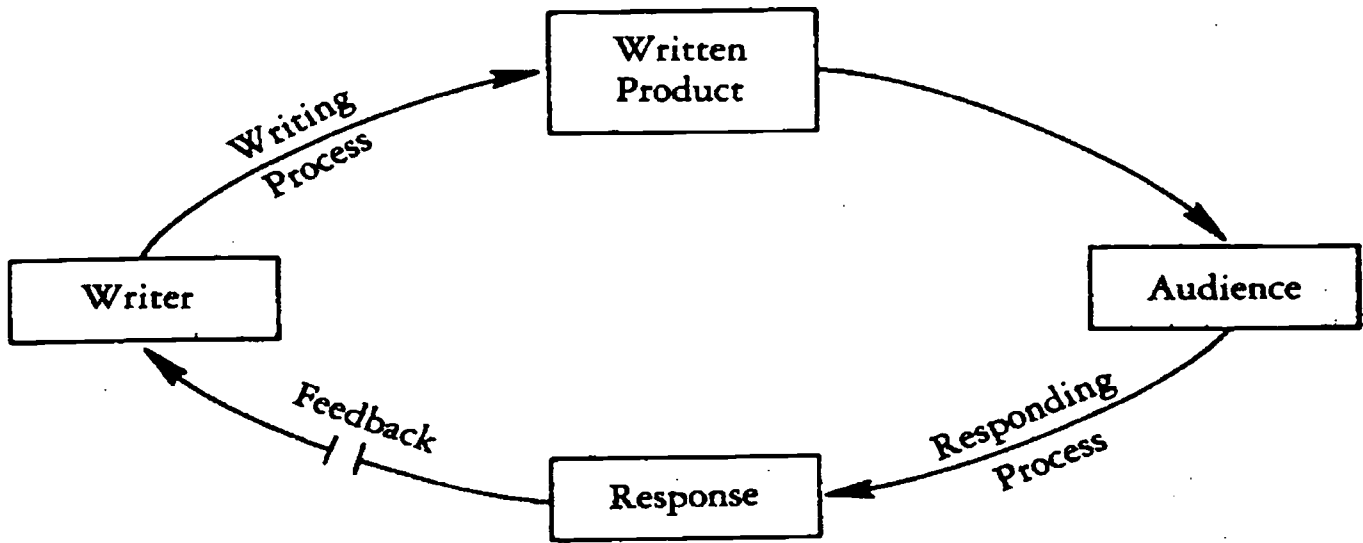 Written
Product
Writing
Process
Writer
Audience
Feedback
Responding
Process
Response